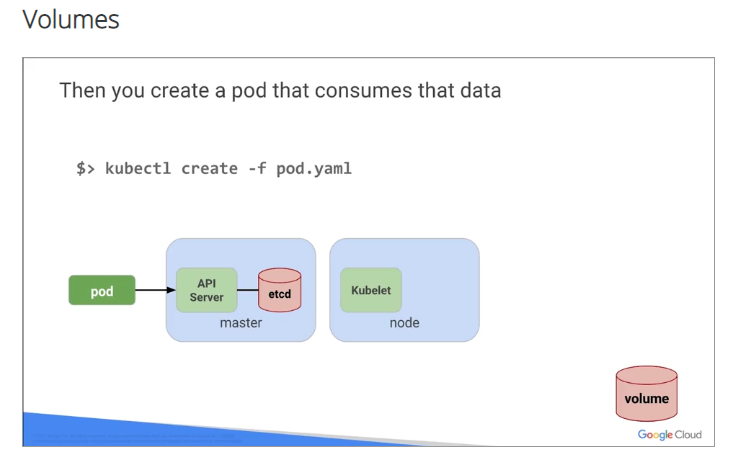 Volumes
Then you create a pod that consumes that data
$> kubectl create -f pod.yaml
pod
API
Server
etcd
master
Kubelet
node
volume
Google Cloud